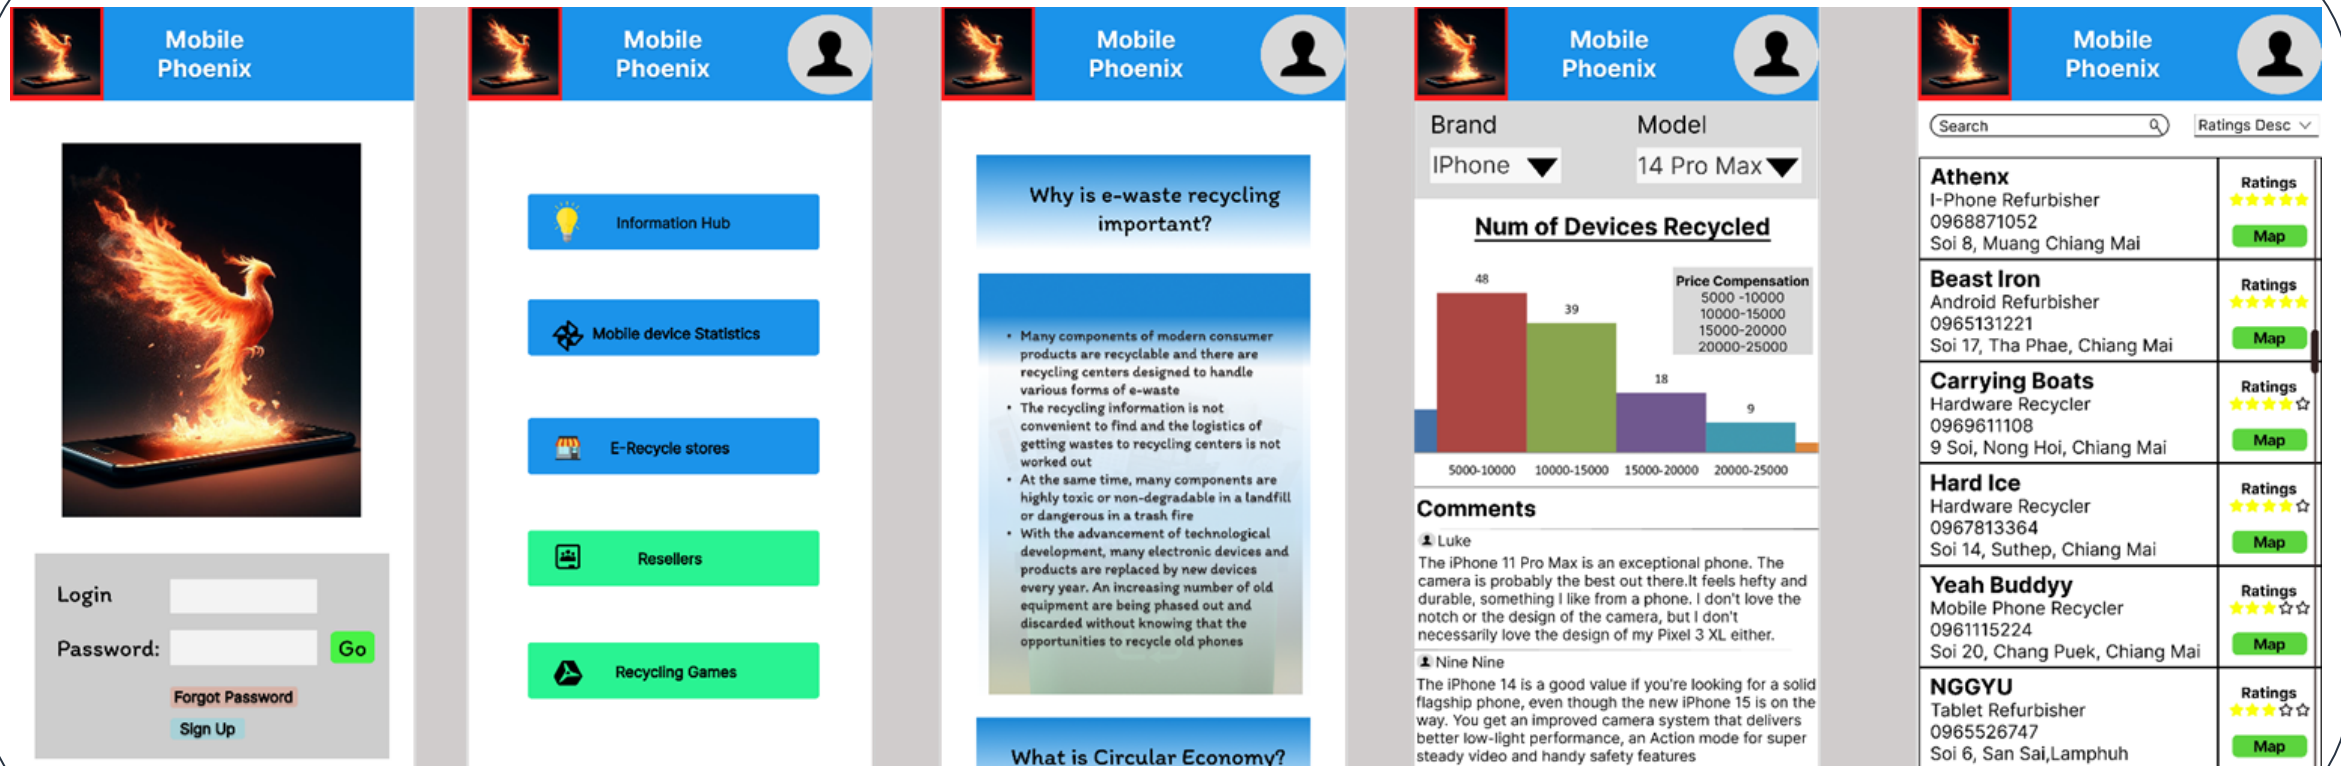 Mobile
Phoenix
Login
Password:
Go
Forgot Password
Sign Up
Mobile
Phoenix
Information Hub
Mobile device Statistics
E-Recycle stores
Resellers
Recycling Games
Mobile
Phoenix
Why is e-waste recycling
important?
• Many components of modern consumer
products are recyclable and there are
recycling centers designed to handle
various forms of e-waste
• The recycling information is not
convenient to find and the logistics of
getting wastes to recycling centers is not
worked out
• At the same time, many components are
highly toxic or non-degradable in a landfill
or dangerous in a trash fire
• With the advancement of technological
development, many electronic devices and
products are replaced by new devices
every year. An increasing number of old
equipment are being phased out and
discarded without knowing that the
opportunities to recycle old phones
What is Circular Economy?
Mobile
Phoenix
Brand
Model
IPhone
14 Pro Max
Num of Devices Recycled
Price Compensation
5000 -10000
10000-15000
15000-20000
20000-25000
48
39
18
9
5000-10000
10000-15000
15000-20000
20000-25000
Comments
Luke
The iPhone 11 Pro Max is an exceptional phone. The
camera is probably the best out there.It feels hefty and
durable, something I like from a phone. I don't love the
notch or the design of the camera, but I don't
necessarily love the design of my Pixel 3 XL either.
Nine Nine
The iPhone 14 is a good value if you're looking for a solid
flagship phone, even though the new iPhone 15 is on the
way. You get an improved camera system that delivers
better low-light performance, an Action mode for super
steady video and handy safety features
Mobile
Phoenix
Search
Ratings Desc
Athenx
I-Phone Refurbisher
0968871052
Soi 8, Muang Chiang Mai
Ratings
Map
Beast Iron
Android Refurbisher
0965131221
Soi 17, Tha Phae, Chiang Mai
Ratings
Map
Carrying Boats
Hardware Recycler
0969611108
9 Soi, Nong Hoi, Chiang Mai
Ratings
Map
Hard Ice
Hardware Recycler
0967813364
Soi 14, Suthep, Chiang Mai
Ratings
Map
Yeah Buddyy
Mobile Phone Recycler
0961115224
Soi 20, Chang Puek, Chiang Mai
Ratings
Map
NGGYU
Tablet Refurbisher
0965526747
Soi 6, San Sai,Lamphuh
Ratings
Map